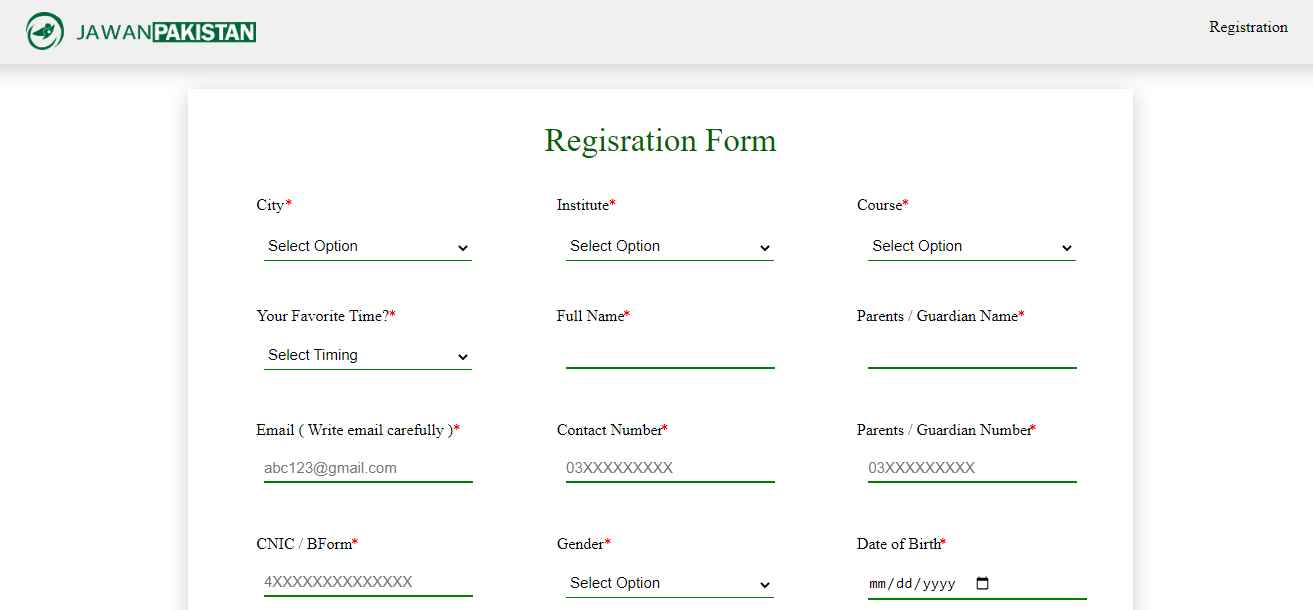 JAWANPAKISTAN
Registration
Regisration Form
City* Institute* Course*
Select Option Select Option Select Option
Your Favorite Time?* Full Name* Parents / Guardian Name*
Select Timing
Email ( Write email carefully )* Contact Number* Parents / Guardian Number*
abc123@gmail.com 03XXXXXXXXX 03XXXXXXXXX
CNIC / BForm* Gender* Date of Birth*
4XXXXXXXXXXXXXX Select Option mm/dd/yyyy